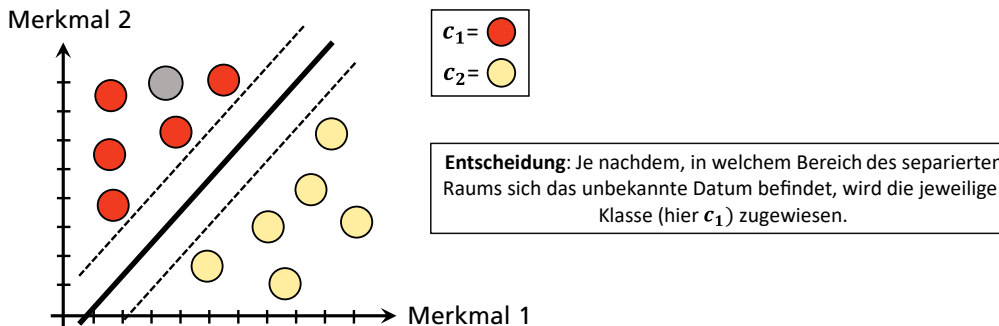 Merkmal 2
c₁=
c₂=
Entscheidung: Je nachdem, in welchem Bereich des separierten
Raums sich das unbekannte Datum befindet, wird die jeweilige
Klasse (hier c₁) zugewiesen.
Merkmal 1